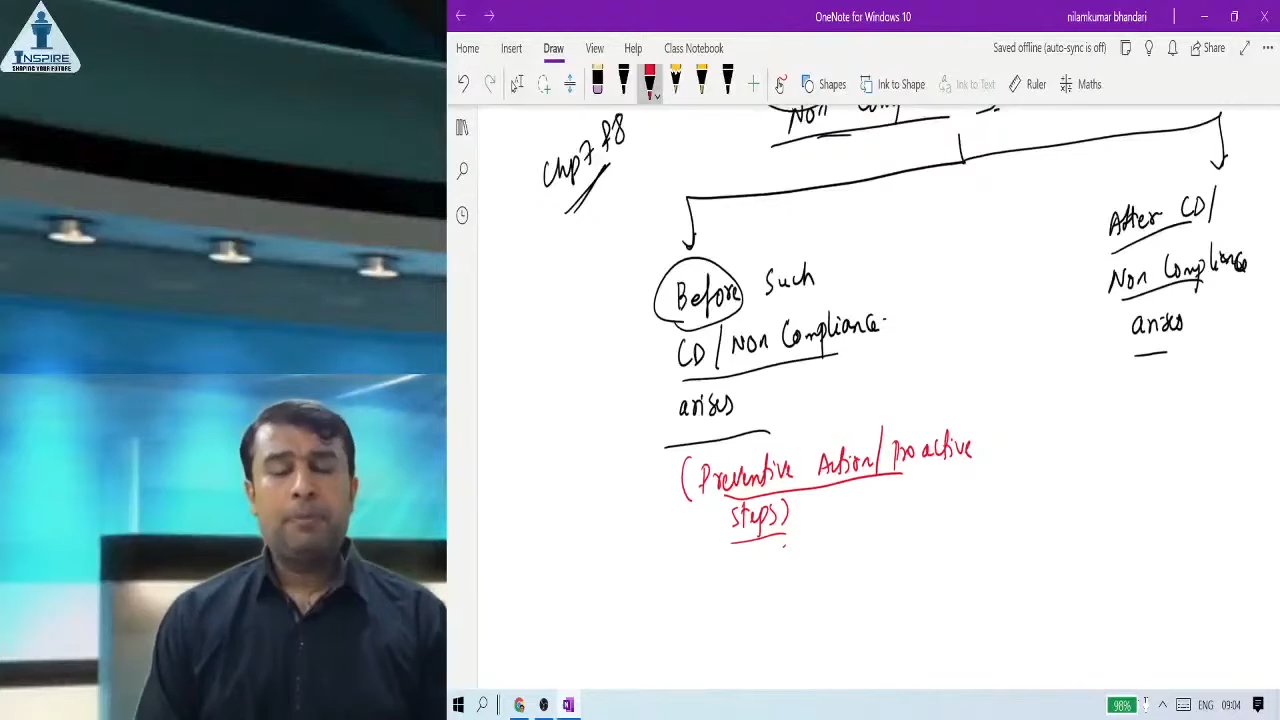 INSPIRE
SHAPING YOUR FUTURE
OneNote for Windows 10
nilamkumar bhandari
Home Insert Draw View Help Class Notebook
Saved offline (auto-sync is off)
Share
Shapes
Ink to Shape
Ink to Text
Ruler
Maths
Non Comp
Chp 7 & 8
Before such
CD/Non Compliance
arises
(Preventive Action/Proactive
steps)
After CD/
Non Compliance
arises
98%
ENG
09:04